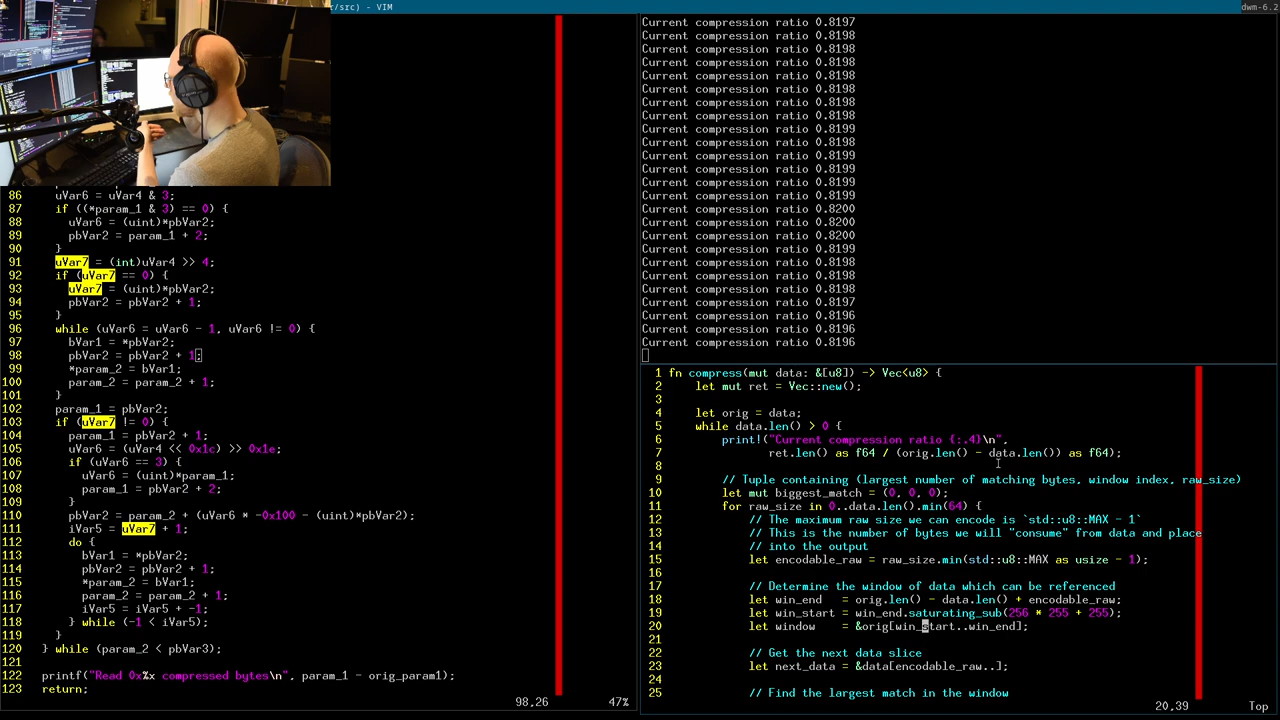 r/src) - VIM
dwm-6.2
86 uVar6 = uVar4 & 3;
87 if ((*param_1 & 3) == 0) {
88 uVar6 = (uint)*pbVar2;
89 pbVar2 = param_1 + 2;
90 }
91 uVar7 = (int)uVar4 >> 4;
92 if (uVar7 == 0) {
93 uVar7 = (uint)*pbVar2;
94 pbVar2 = pbVar2 + 1;
95 }
96 while (uVar6 = uVar6 - 1, uVar6 != 0) {
97 bVar1 = *pbVar2;
98 pbVar2 = pbVar2 + 1;
99 *param_2 = bVar1;
100 param_2 = param_2 + 1;
101 }
102 param_1 = pbVar2;
103 if (uVar7 != 0) {
104 param_1 = pbVar2 + 1;
105 uVar6 = (uVar4 << 0x1c) >> 0x1e;
106 if (uVar6 == 3) {
107 uVar6 = (uint)*param_1;
108 param_1 = pbVar2 + 2;
109 }
110 pbVar2 = param_2 + (uVar6 * -0x100 - (uint)*pbVar2);
111 iVar5 = uVar7 + 1;
112 do {
113 bVar1 = *pbVar2;
114 pbVar2 = pbVar2 + 1;
115 *param_2 = bVar1;
116 param_2 = param_2 + 1;
117 iVar5 = iVar5 + -1;
118 } while (-1 < iVar5);
119 }
120 } while (param_2 < pbVar3);
121
122 printf("Read 0x%x compressed bytes\n", param_1 - orig_param1);
123 return;
98,26 47%
Current compression ratio 0.8197
Current compression ratio 0.8198
Current compression ratio 0.8198
Current compression ratio 0.8198
Current compression ratio 0.8198
Current compression ratio 0.8198
Current compression ratio 0.8198
Current compression ratio 0.8198
Current compression ratio 0.8199
Current compression ratio 0.8198
Current compression ratio 0.8199
Current compression ratio 0.8199
Current compression ratio 0.8199
Current compression ratio 0.8199
Current compression ratio 0.8200
Current compression ratio 0.8200
Current compression ratio 0.8200
Current compression ratio 0.8199
Current compression ratio 0.8198
Current compression ratio 0.8198
Current compression ratio 0.8198
Current compression ratio 0.8197
Current compression ratio 0.8196
Current compression ratio 0.8196
Current compression ratio 0.8196
1 fn compress(mut data: &[u8]) -> Vec<u8> {
2 let mut ret = Vec::new();
3
4 let orig = data;
5 while data.len() > 0 {
6 print!("Current compression ratio {:.4}\n",
7 ret.len() as f64 / (orig.len() - data.len()) as f64);
8
9 // Tuple containing (largest number of matching bytes, window index, raw_size)
10 let mut biggest_match = (0, 0, 0);
11 for raw_size in 0..data.len().min(64) {
12 // The maximum raw size we can encode is `std::u8::MAX - 1`
13 // This is the number of bytes we will "consume" from data and place
14 // into the output
15 let encodable_raw = raw_size.min(std::u8::MAX as usize - 1);
16
17 // Determine the window of data which can be referenced
18 let win_end = orig.len() - data.len() + encodable_raw;
19 let win_start = win_end.saturating_sub(256 * 255 + 255);
20 let window = &orig[win_start..win_end];
21
22 // Get the next data slice
23 let next_data = &data[encodable_raw..];
24
25 // Find the largest match in the window
20,39 Top